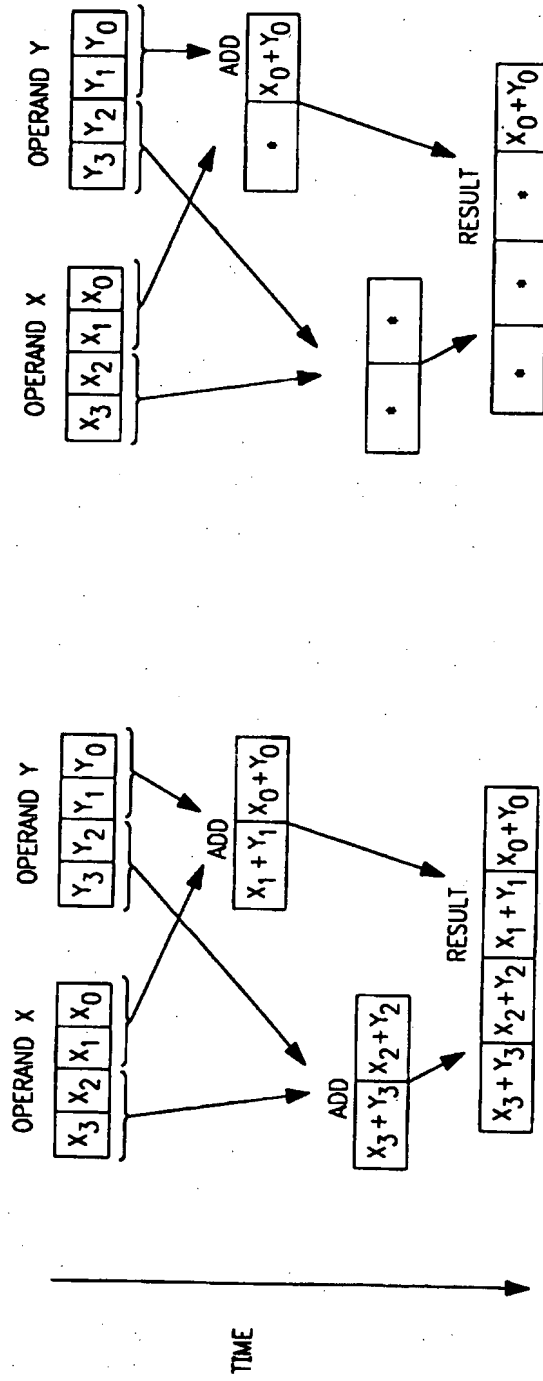 TIME
OPERAND X
X3 X2 X1 X0
OPERAND Y
Y3 Y2 Y1 Y0
ADD
X1+Y1 X0+Y0
ADD
X3+Y3 X2+Y2
RESULT
X3+Y3 X2+Y2 X1+Y1 X0+Y0
OPERAND X
X3 X2 X1 X0
OPERAND Y
Y3 Y2 Y1 Y0
ADD
* X0+Y0
* *
RESULT
* * * X0+Y0